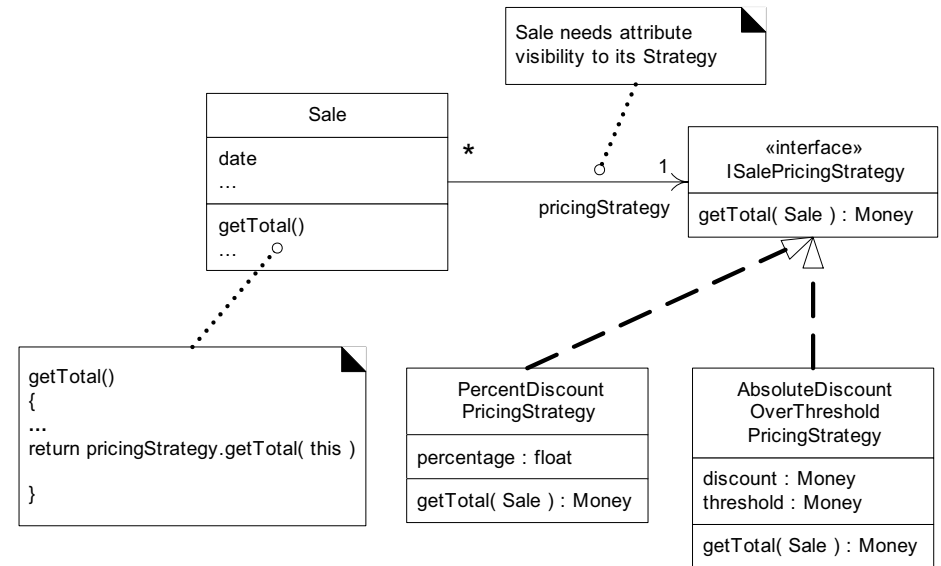 Sale needs attribute
visibility to its Strategy
Sale
date
...
getTotal()
...
*
1
pricingStrategy
«interface»
ISalePricingStrategy
getTotal( Sale ) : Money
getTotal()
{
...
return pricingStrategy.getTotal( this )
}
PercentDiscount
PricingStrategy
percentage : float
getTotal( Sale ) : Money
AbsoluteDiscount
OverThreshold
PricingStrategy
discount : Money
threshold : Money
getTotal( Sale ) : Money